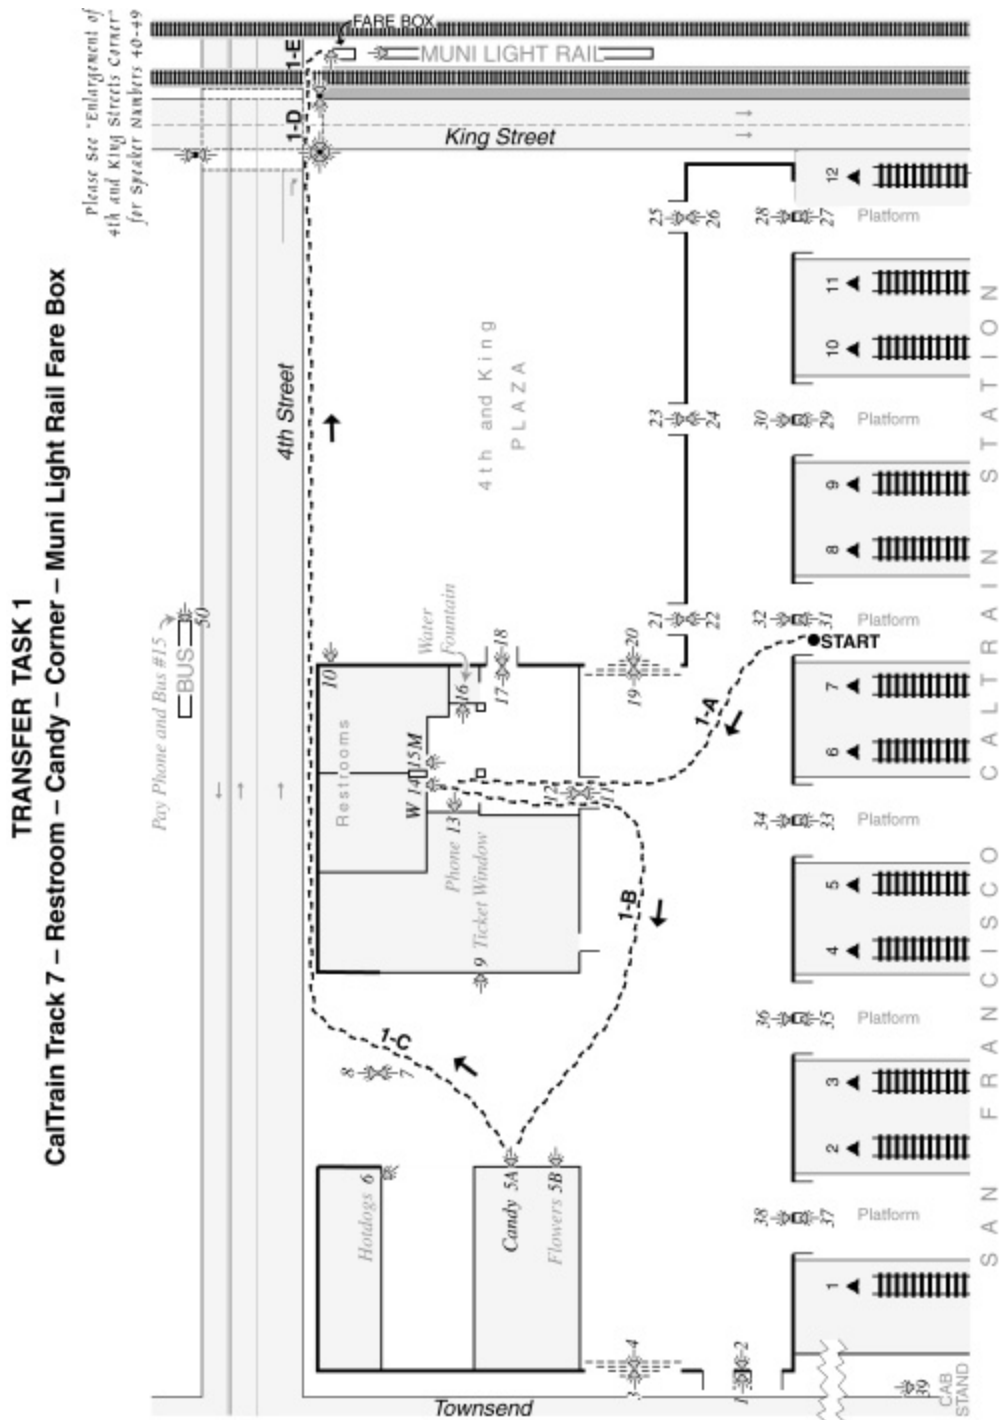 TRANSFER TASK 1
CalTrain Track 7 – Restroom – Candy – Corner – Muni Light Rail Fare Box
Please See "Enlargement of
4th and King Streets Corner"
for Speaker Numbers 40-49
Pay Phone and Bus #15
BUS
50
FARE BOX
MUNI LIGHT RAIL
1-E
1-D
King Street
4th Street
4th and King
PLAZA
Townsend
10
Restrooms
Water
Fountain
16
17
18
19
20
W 14
15 M
Phone 13
12
11
9 Ticket Window
8
7
Hotdogs 6
Candy 5A
Flowers 5B
3
4
1
2
1-A
1-B
1-C
START
21
22
23
24
25
26
28
27
30
29
32
31
34
33
36
35
38
37
39
Platform
Platform
Platform
Platform
Platform
Platform
1
2
3
4
5
6
7
8
9
10
11
12
CAB
STAND
SAN FRANCISCO CALTRAIN STATION